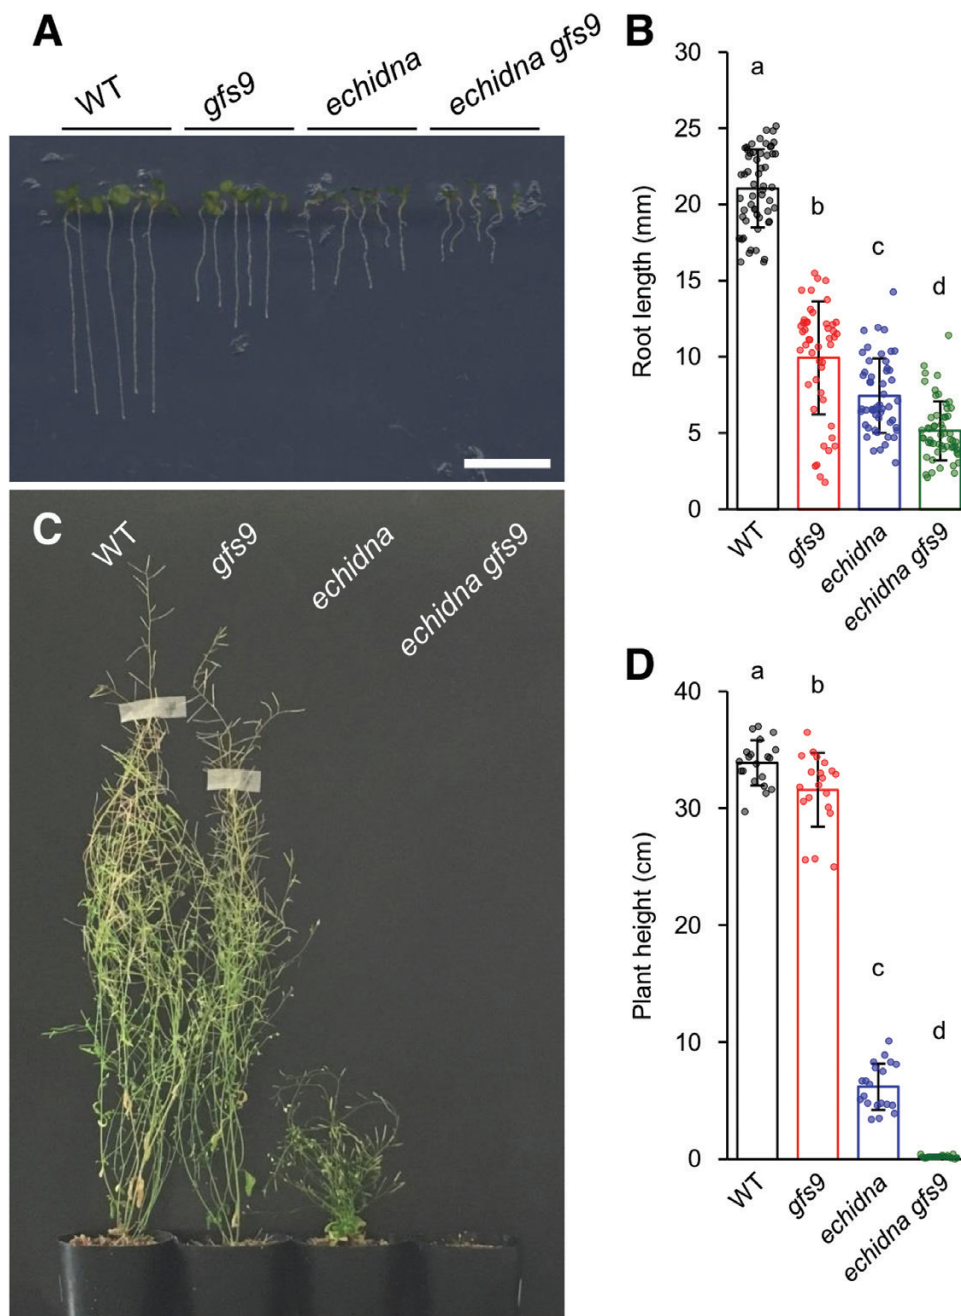 A
WT
gfs9
echidna
echidna gfs9
B
30
25
20
15
10
5
0
Root length (mm)
a
b
c
d
WT
gfs9
echidna
echidna gfs9
C
WT
gfs9
echidna
echidna gfs9
D
40
30
20
10
0
Plant height (cm)
a
b
c
d
WT
gfs9
echidna
echidna gfs9